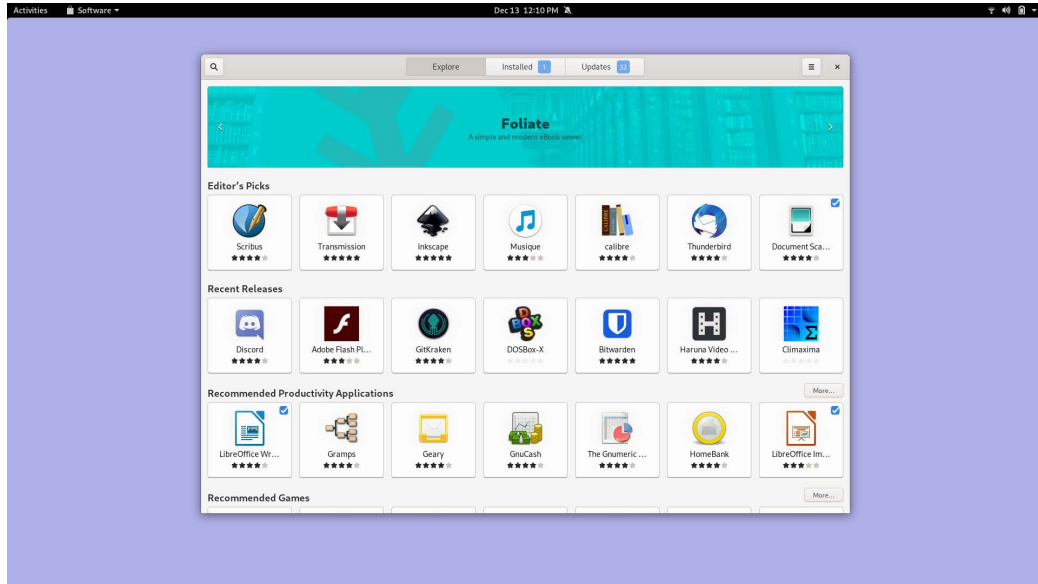 Activities Software Dec 13 12:10 PM
Explore Installed 1 Updates 32
Foliate
A simple and modern eBook viewer
Editor's Picks
Scribus Transmission Inkscape Musique calibre Thunderbird Document Sca...
Recent Releases
Discord Adobe Flash Pl... GitKraken DOSBox-X Bitwarden Haruna Video ... Climaxima
Recommended Productivity Applications More...
LibreOffice Wr... Gramps Geary GnuCash The Gnumeric ... HomeBank LibreOffice Im...
Recommended Games More...